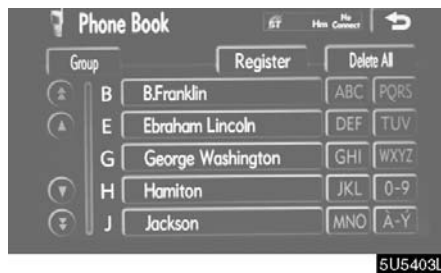 Phone Book ST Hm No Connect
Group Register Delete All
B B.Franklin ABC PQRS
E Ebraham Lincoln DEF TUV
G George Washington GHI WXYZ
H Hamiton JKL 0-9
J Jackson MNO À-Ý
5U5403L